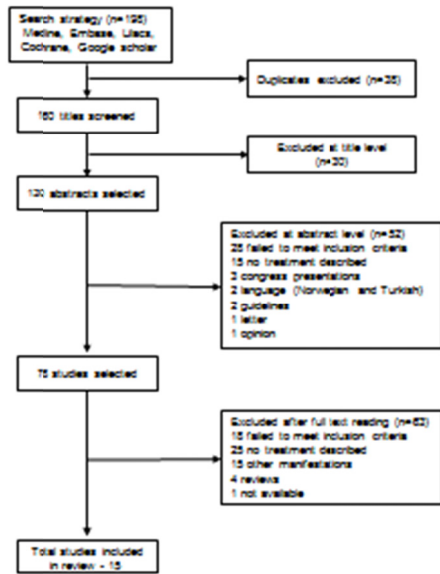 Search strategy (n=198)
Medline, Embase, Lilacs,
Cochrane, Google scholar
Duplicates excluded (n=38)
160 titles screened
Excluded at title level
(n=30)
130 abstracts selected
Excluded at abstract level (n=52)
28 failed to meet inclusion criteria
15 no treatment described
3 congress presentations
2 language (Norwegian and Turkish)
2 guidelines
1 letter
1 opinion
78 studies selected
Excluded after full text reading (n=63)
18 failed to meet inclusion criteria
25 no treatment described
15 other manifestations
4 reviews
1 not available
Total studies included
in review - 15